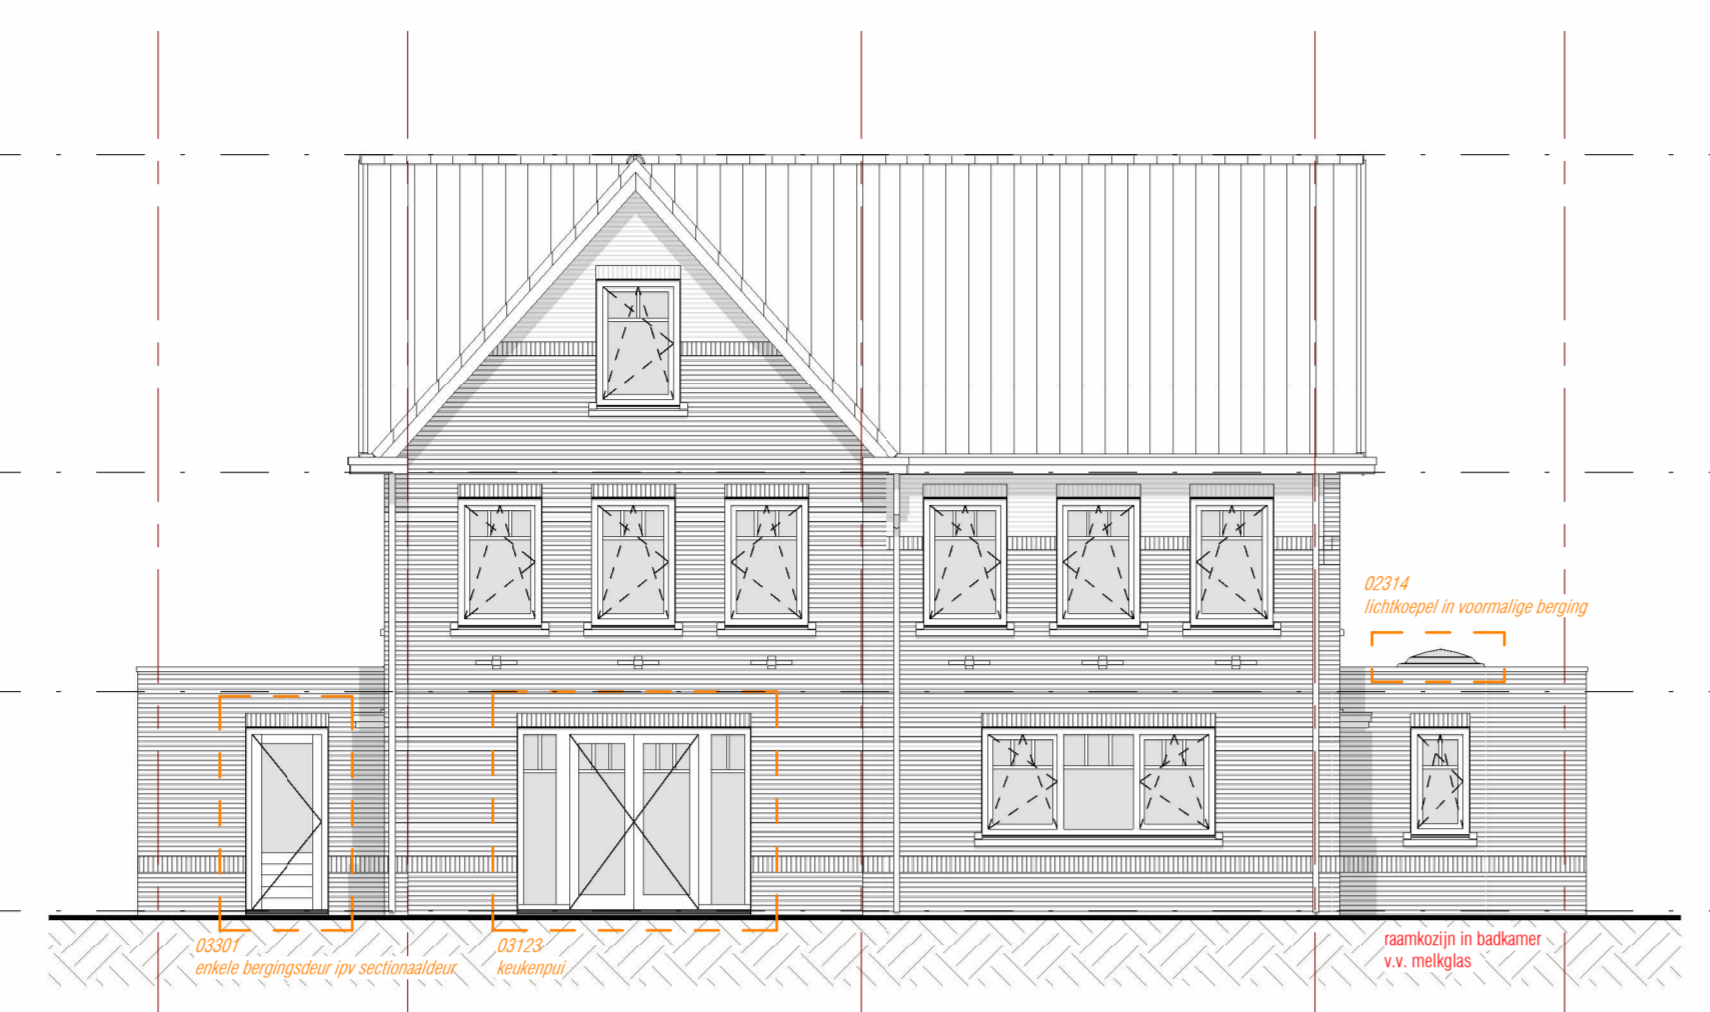 02314
lichtkoepel in voormalige berging
03301
enkele bergingsdeur ipv sectionaaldeur
03123
keukenpui
raamkozijn in badkamer
v.v. melkglas